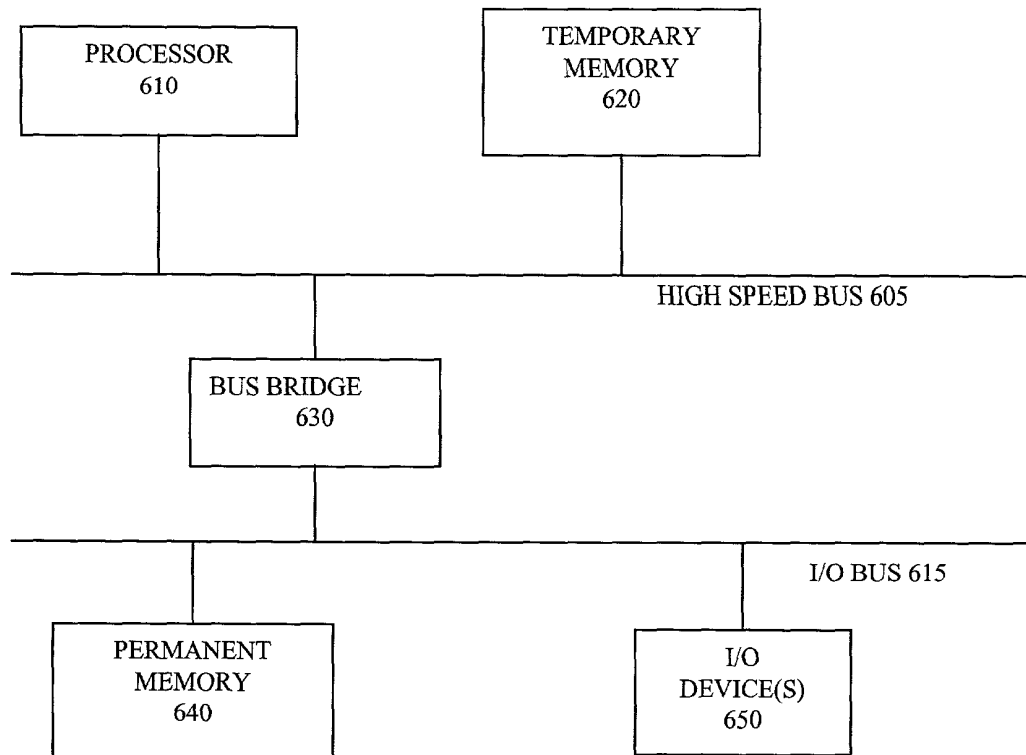 PROCESSOR
610
TEMPORARY
MEMORY
620
HIGH SPEED BUS 605
BUS BRIDGE
630
I/O BUS 615
PERMANENT
MEMORY
640
I/O
DEVICE(S)
650